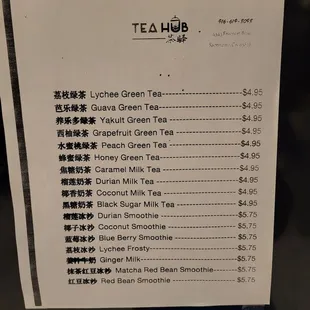 TEA HUB
荔枝绿茶 Lychee Green Tea $4.95
芭乐绿茶 Guava Green Tea $4.95
养乐多绿茶 Yakult Green Tea $4.95
西柚绿茶 Grapefruit Green Tea $4.95
水蜜桃绿茶 Peach Green Tea $4.95
蜂蜜绿茶 Honey Green Tea $4.95
焦糖奶茶 Caramel Milk Tea $4.95
榴莲奶茶 Durian Milk Tea $4.95
椰香奶茶 Coconut Milk Tea $4.95
黑糖奶茶 Black Sugar Milk Tea $4.95
榴莲冰沙 Durian Smoothie $5.75
椰子冰沙 Coconut Smoothie $5.75
蓝莓冰沙 Blue Berry Smoothie $5.75
荔枝冰沙 Lychee Frosty $5.75
姜钟牛奶 Ginger Milk $5.75
抹茶红豆冰沙 Matcha Red Bean Smoothie $5.75
红豆冰沙 Red Bean Smoothie $5.75